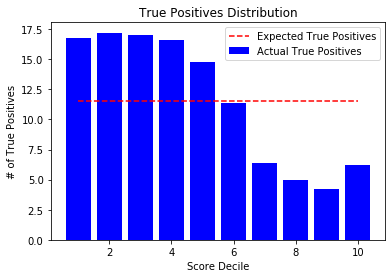 True Positives Distribution
Expected True Positives
Actual True Positives
# of True Positives
17.5
15.0
12.5
10.0
7.5
5.0
2.5
0.0
2 4 6 8 10
Score Decile